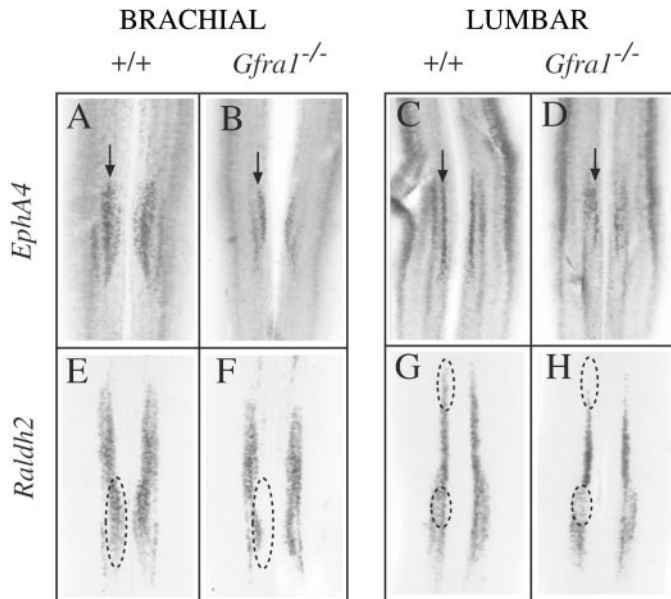 BRACHIAL LUMBAR
+/+ Gfra1-/- +/+ Gfra1-/-
A B C D
EphA4
E F G H
Raldh2